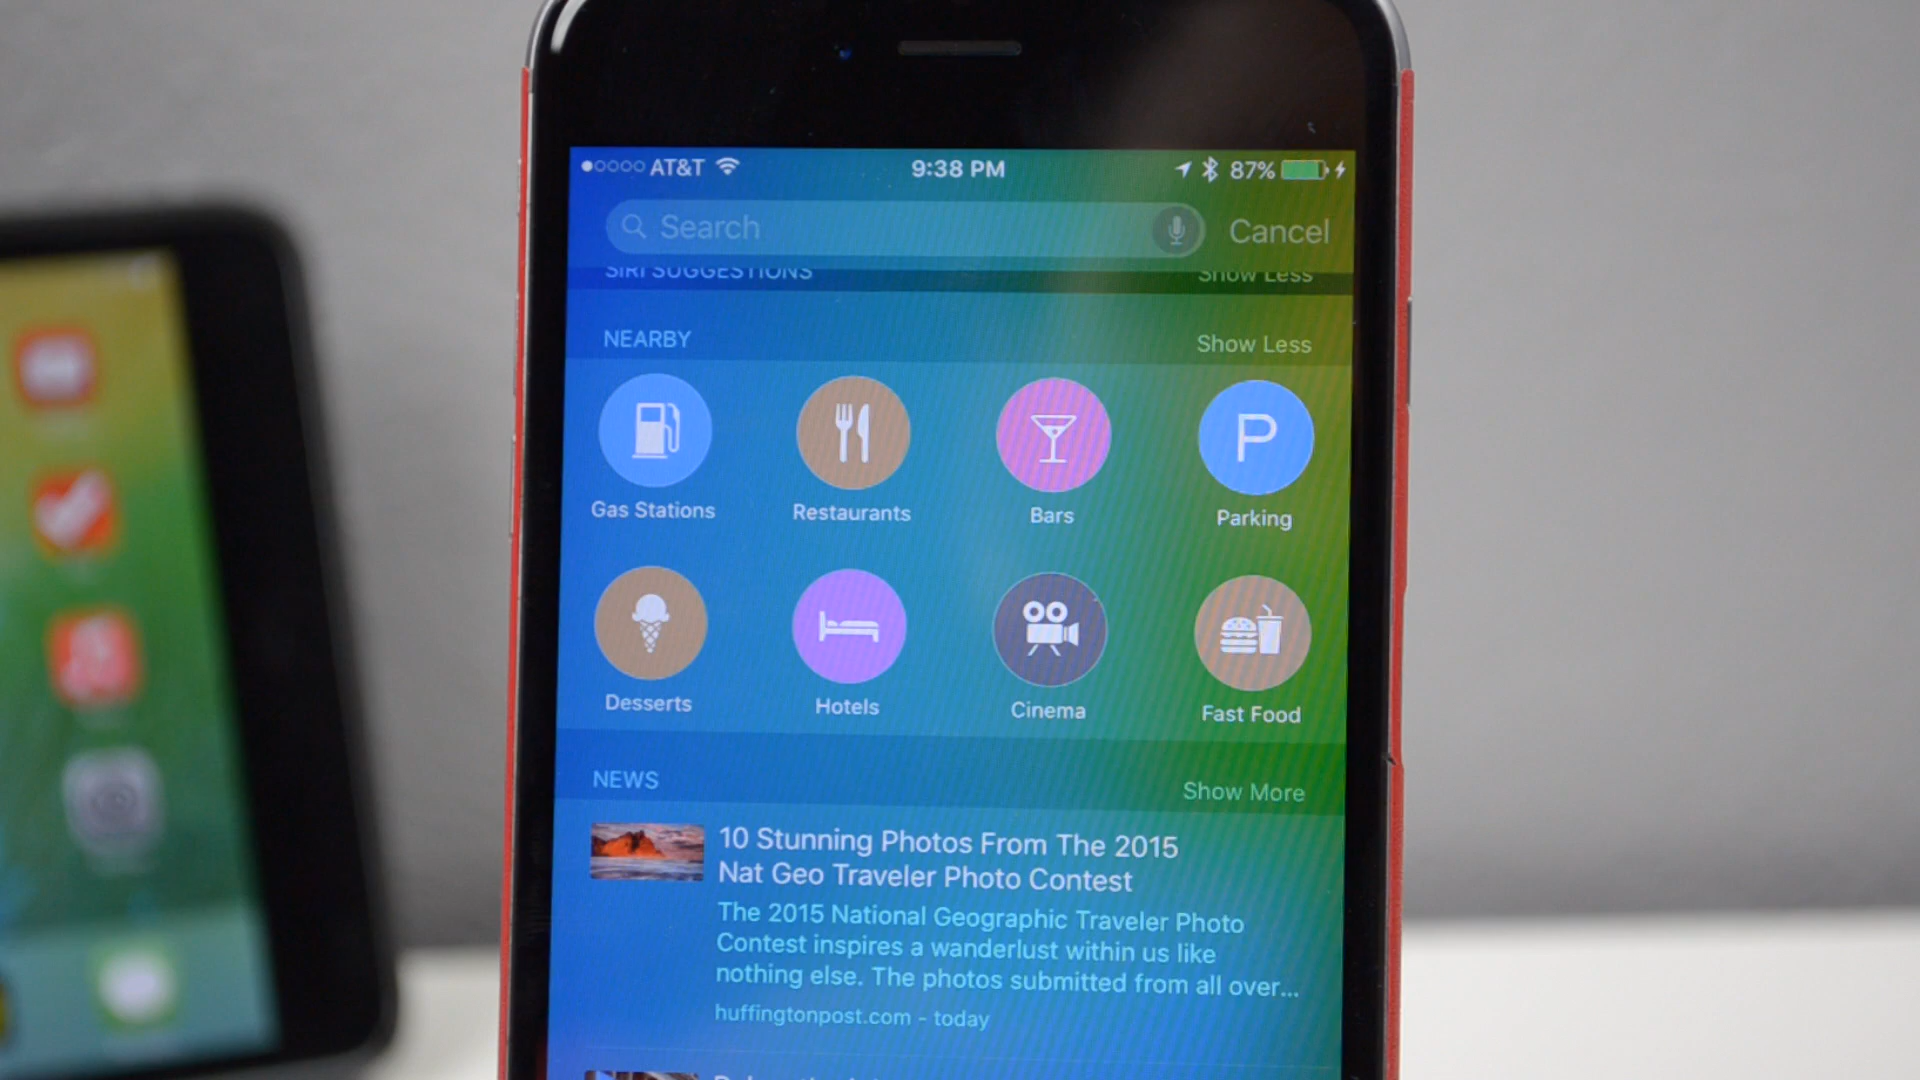 AT&T 9:38 PM 87%
Search Cancel
SIRI SUGGESTIONS Show Less
NEARBY Show Less
Gas Stations Restaurants Bars Parking
P
Desserts Hotels Cinema Fast Food
NEWS Show More
10 Stunning Photos From The 2015
Nat Geo Traveler Photo Contest
The 2015 National Geographic Traveler Photo
Contest inspires a wanderlust within us like
nothing else. The photos submitted from all over...
huffingtonpost.com - today